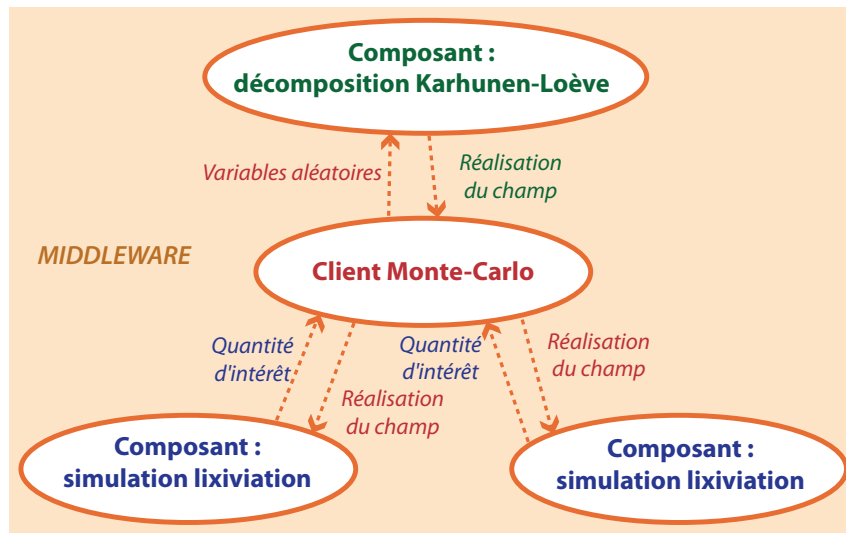 Composant :
décomposition Karhunen-Loève
Variables aléatoires
Réalisation
du champ
MIDDLEWARE
Client Monte-Carlo
Quantité
d'intérêt
Réalisation
du champ
Quantité
d'intérêt
Réalisation
du champ
Composant :
simulation lixiviation
Composant :
simulation lixiviation